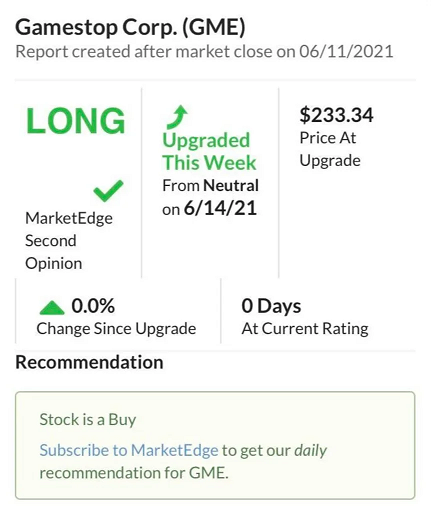 Gamestop Corp. (GME)
Report created after market close on 06/11/2021
LONG
MarketEdge
Second
Opinion
Upgraded
This Week
From Neutral
on 6/14/21
$233.34
Price At
Upgrade
0.0%
Change Since Upgrade
0 Days
At Current Rating
Recommendation
Stock is a Buy
Subscribe to MarketEdge to get our daily
recommendation for GME.